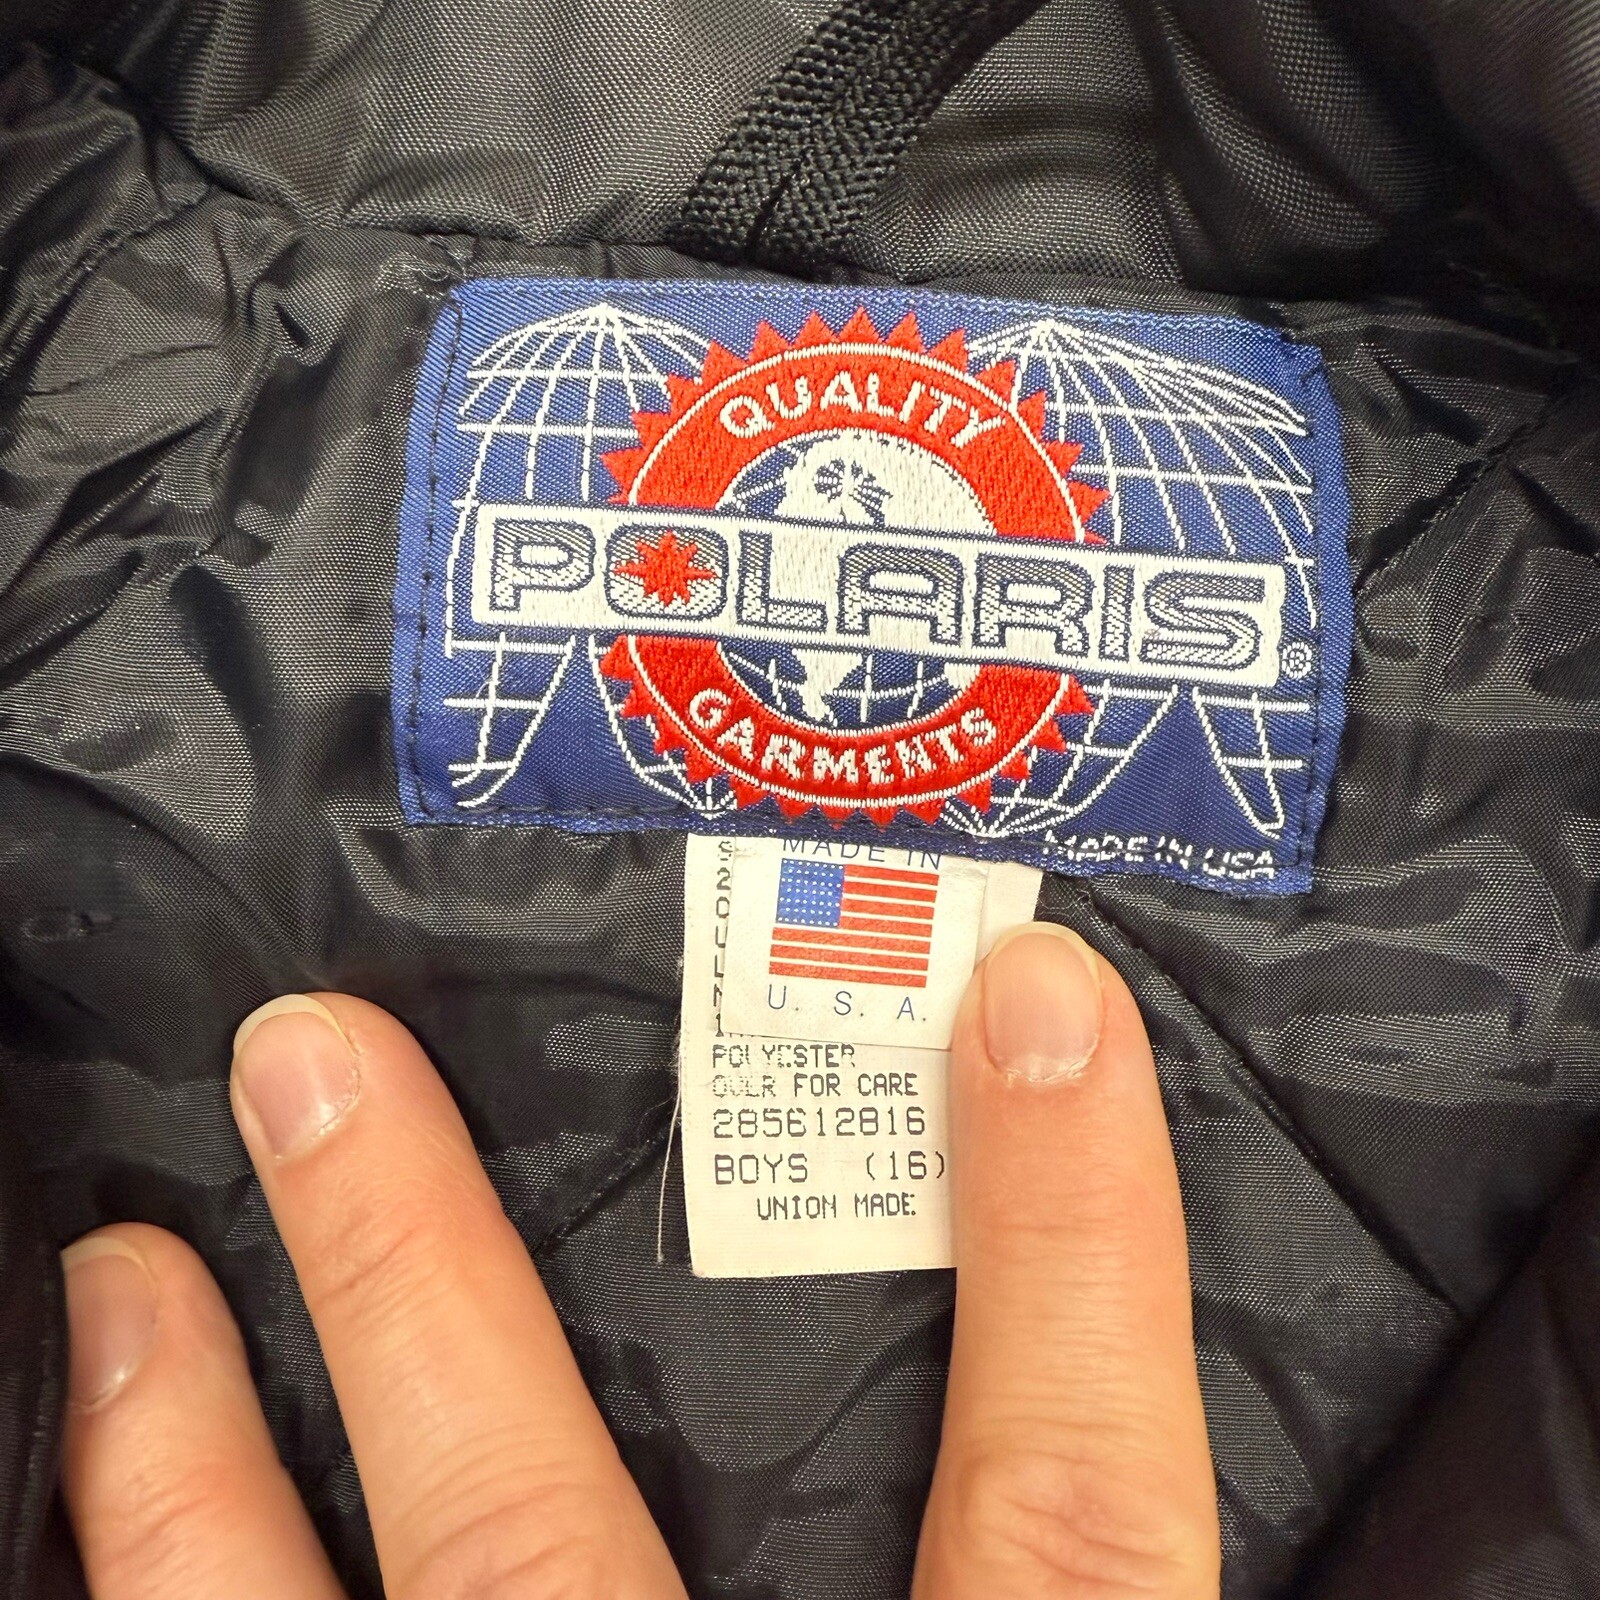 QUALITY
POLARIS®
GARMENTS
MADE IN USA
MADE IN
U. S. A.
POLYESTER
OVER FOR CARE
285612816
BOYS (16)
UNION MADE